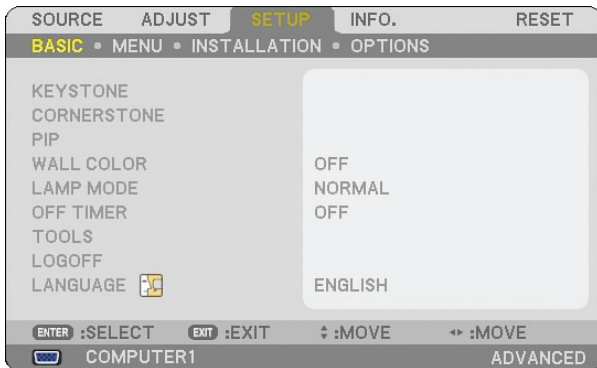 SOURCE ADJUST SETUP INFO. RESET
BASIC • MENU • INSTALLATION • OPTIONS
KEYSTONE
CORNERSTONE
PIP
WALL COLOR OFF
LAMP MODE NORMAL
OFF TIMER OFF
TOOLS
LOGOFF
LANGUAGE ENGLISH
ENTER :SELECT EXIT :EXIT :MOVE :MOVE
COMPUTER1 ADVANCED